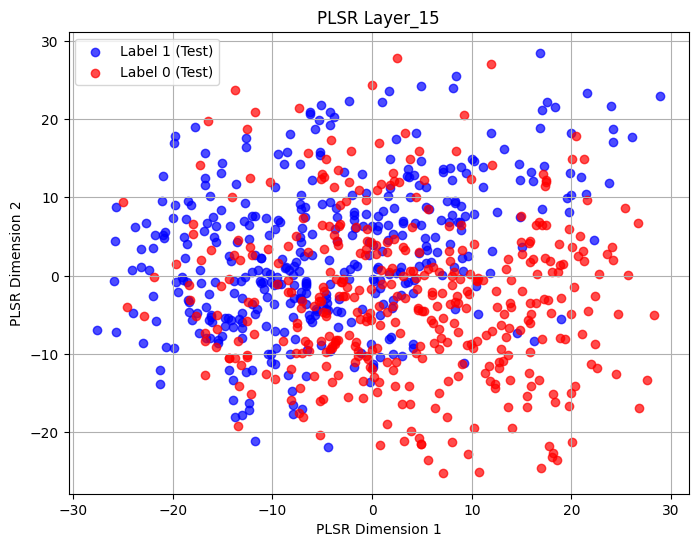 PLSR Layer_15
Label 1 (Test)
Label 0 (Test)
PLSR Dimension 2
30
20
10
0
−10
−20
−30
−20
−10
0
10
20
30
PLSR Dimension 1